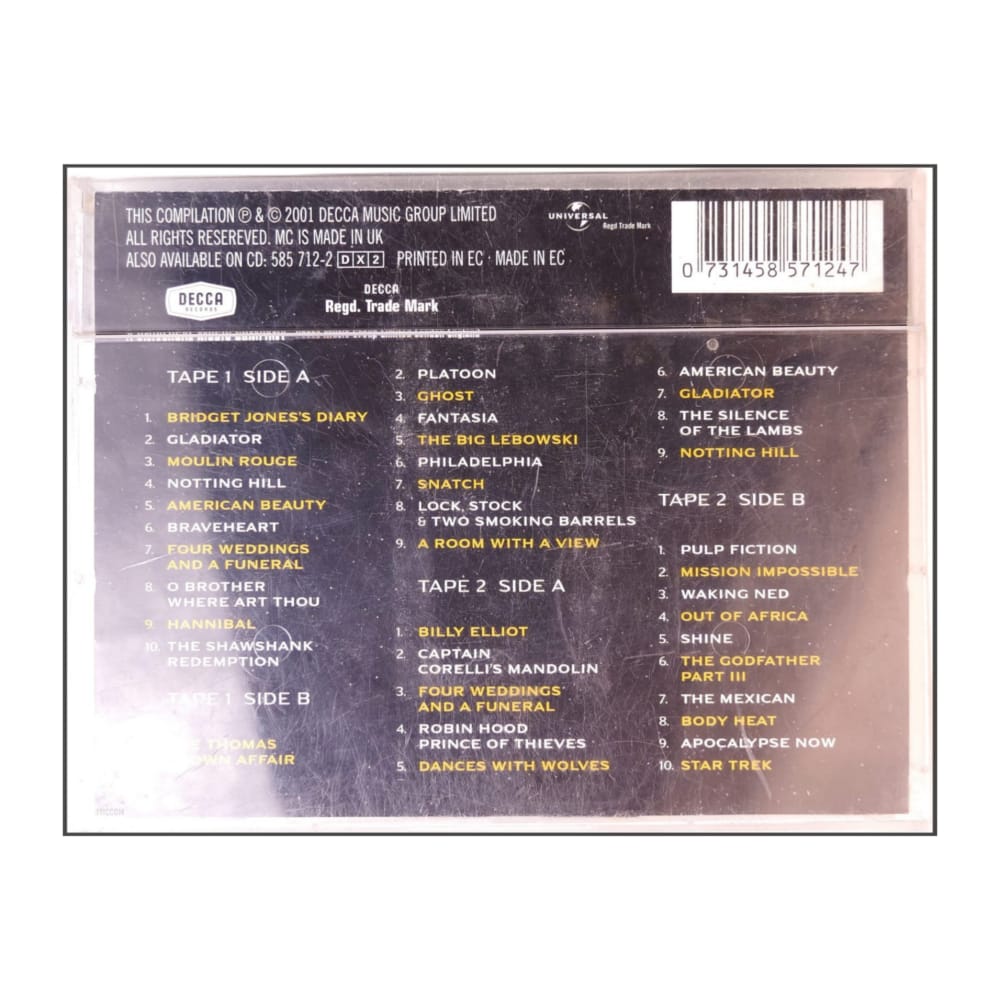 THIS COMPILATION ℗ & © 2001 DECCA MUSIC GROUP LIMITED
ALL RIGHTS RESEREVED. MC IS MADE IN UK
ALSO AVAILABLE ON CD: 585 712-2 DX2 PRINTED IN EC · MADE IN EC
UNIVERSAL
Regd Trade Mark
0 731458 571247
DECCA
RECORDS
DECCA
Regd. Trade Mark
TAPE 1 SIDE A
1. BRIDGET JONES'S DIARY
2. GLADIATOR
3. MOULIN ROUGE
4. NOTTING HILL
5. AMERICAN BEAUTY
6. BRAVEHEART
7. FOUR WEDDINGS
AND A FUNERAL
8. O BROTHER
WHERE ART THOU
9. HANNIBAL
10. THE SHAWSHANK
REDEMPTION
TAPE 1 SIDE B
THOMAS
AFFAIR
2. PLATOON
3. GHOST
4. FANTASIA
5. THE BIG LEBOWSKI
6. PHILADELPHIA
7. SNATCH
8. LOCK, STOCK
& TWO SMOKING BARRELS
9. A ROOM WITH A VIEW
TAPE 2 SIDE A
1. BILLY ELLIOT
2. CAPTAIN
CORELLI'S MANDOLIN
3. FOUR WEDDINGS
AND A FUNERAL
4. ROBIN HOOD
PRINCE OF THIEVES
5. DANCES WITH WOLVES
6. AMERICAN BEAUTY
7. GLADIATOR
8. THE SILENCE
OF THE LAMBS
9. NOTTING HILL
TAPE 2 SIDE B
1. PULP FICTION
2. MISSION IMPOSSIBLE
3. WAKING NED
4. OUT OF AFRICA
5. SHINE
6. THE GODFATHER
PART III
7. THE MEXICAN
8. BODY HEAT
9. APOCALYPSE NOW
10. STAR TREK